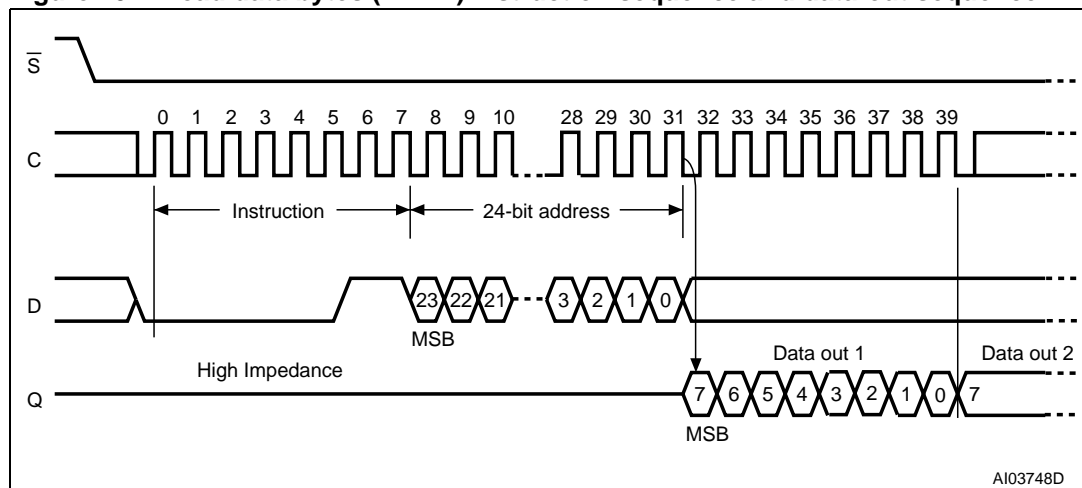 S
0 1 2 3 4 5 6 7 8 9 10 28 29 30 31 32 33 34 35 36 37 38 39
C
Instruction 24-bit address
D 23 22 21 3 2 1 0
MSB
High Impedance Data out 1 Data out 2
Q 7 6 5 4 3 2 1 0 7
MSB
AI03748D